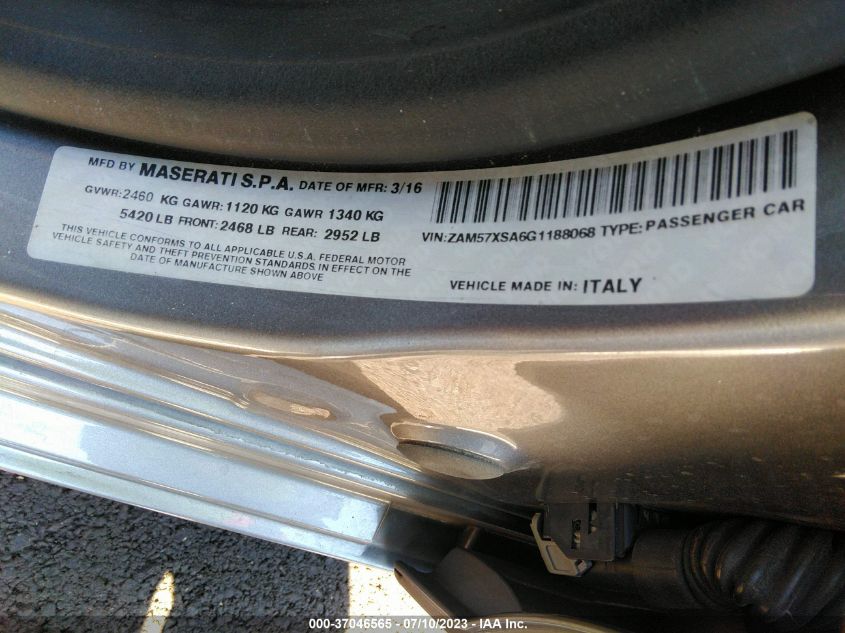 MFD BY MASERATI S.P.A. DATE OF MFR: 3/16
GVWR:2460 KG GAWR: 1120 KG GAWR 1340 KG
5420 LB FRONT: 2468 LB REAR: 2952 LB
THIS VEHICLE CONFORMS TO ALL APPLICABLE U.S.A. FEDERAL MOTOR
VEHICLE SAFETY AND THEFT PREVENTION STANDARDS IN EFFECT ON THE
DATE OF MANUFACTURE SHOWN ABOVE
VIN:ZAM57XSA6G1188068 TYPE: PASSENGER CAR
VEHICLE MADE IN: ITALY
000-37046565 - 07/10/2023 - IAA Inc.